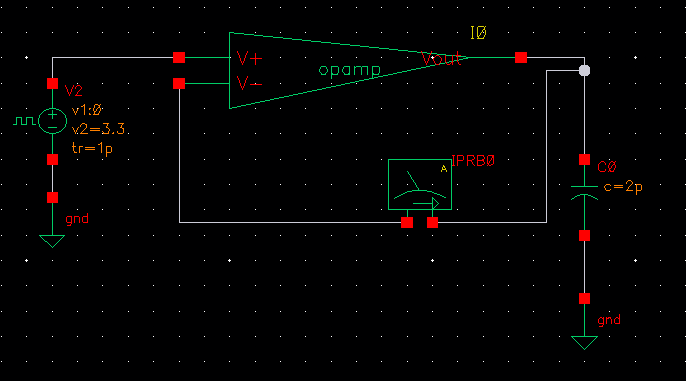 I0
V+
V-
opamp
Vout
V2
v1:0
v2=3.3
tr=1p
gnd
IPRB0
A
C0
c=2p
gnd